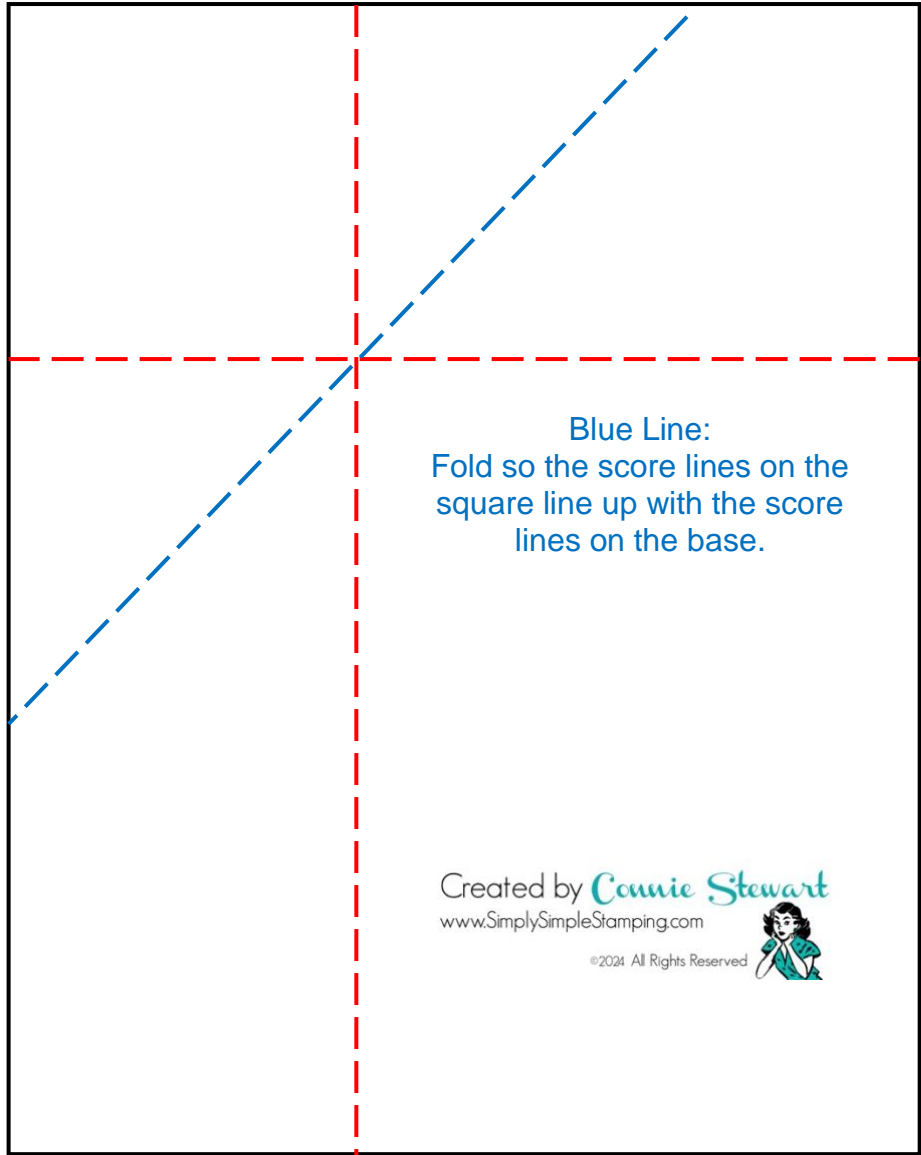 Blue Line:
Fold so the score lines on the
square line up with the score
lines on the base.
Created by Connie Stewart
www.SimplySimpleStamping.com
©2024 All Rights Reserved